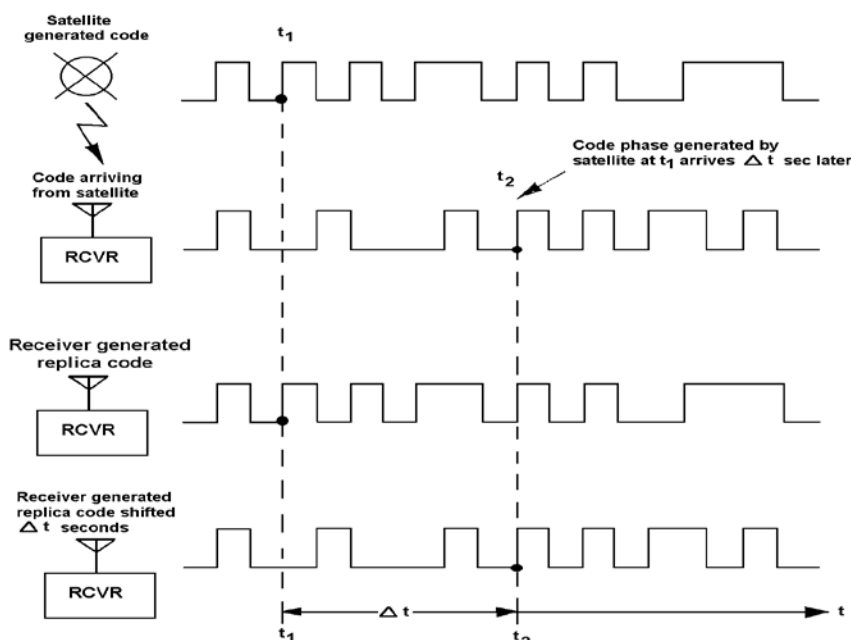 Satellite
generated code
t1
Code phase generated by
satellite at t1 arrives Δ t sec later
t2
Code arriving
from satellite
RCVR
Receiver generated
replica code
RCVR
Receiver generated
replica code shifted
Δ t seconds
RCVR
Δ t
t
t1
t2